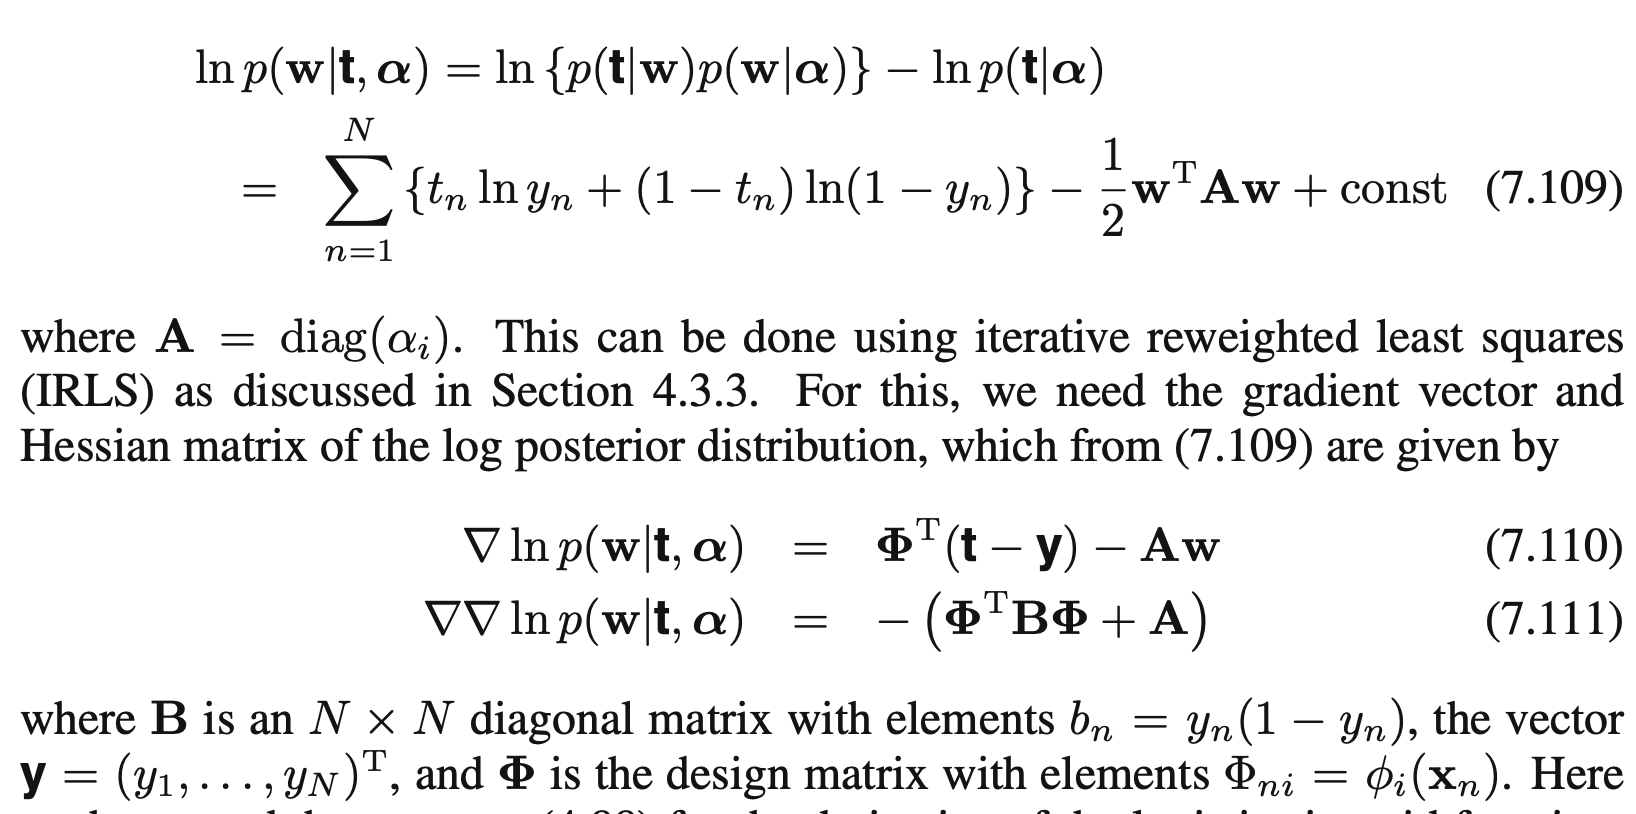 ln p(w|t, α) = ln {p(t|w)p(w|α)} − ln p(t|α)
= ∑_{n=1}^{N} {t_n ln y_n + (1 − t_n) ln(1 − y_n)} − \frac{1}{2} w^T Aw + const (7.109)
where A = diag(α_i). This can be done using iterative reweighted least squares
(IRLS) as discussed in Section 4.3.3. For this, we need the gradient vector and
Hessian matrix of the log posterior distribution, which from (7.109) are given by
∇ ln p(w|t, α) = Φ^T(t − y) − Aw (7.110)
∇∇ ln p(w|t, α) = − (Φ^T BΦ + A) (7.111)
where B is an N × N diagonal matrix with elements b_n = y_n(1 − y_n), the vector
y = (y_1, . . . , y_N)^T, and Φ is the design matrix with elements Φ_{ni} = φ_i(x_n). Here